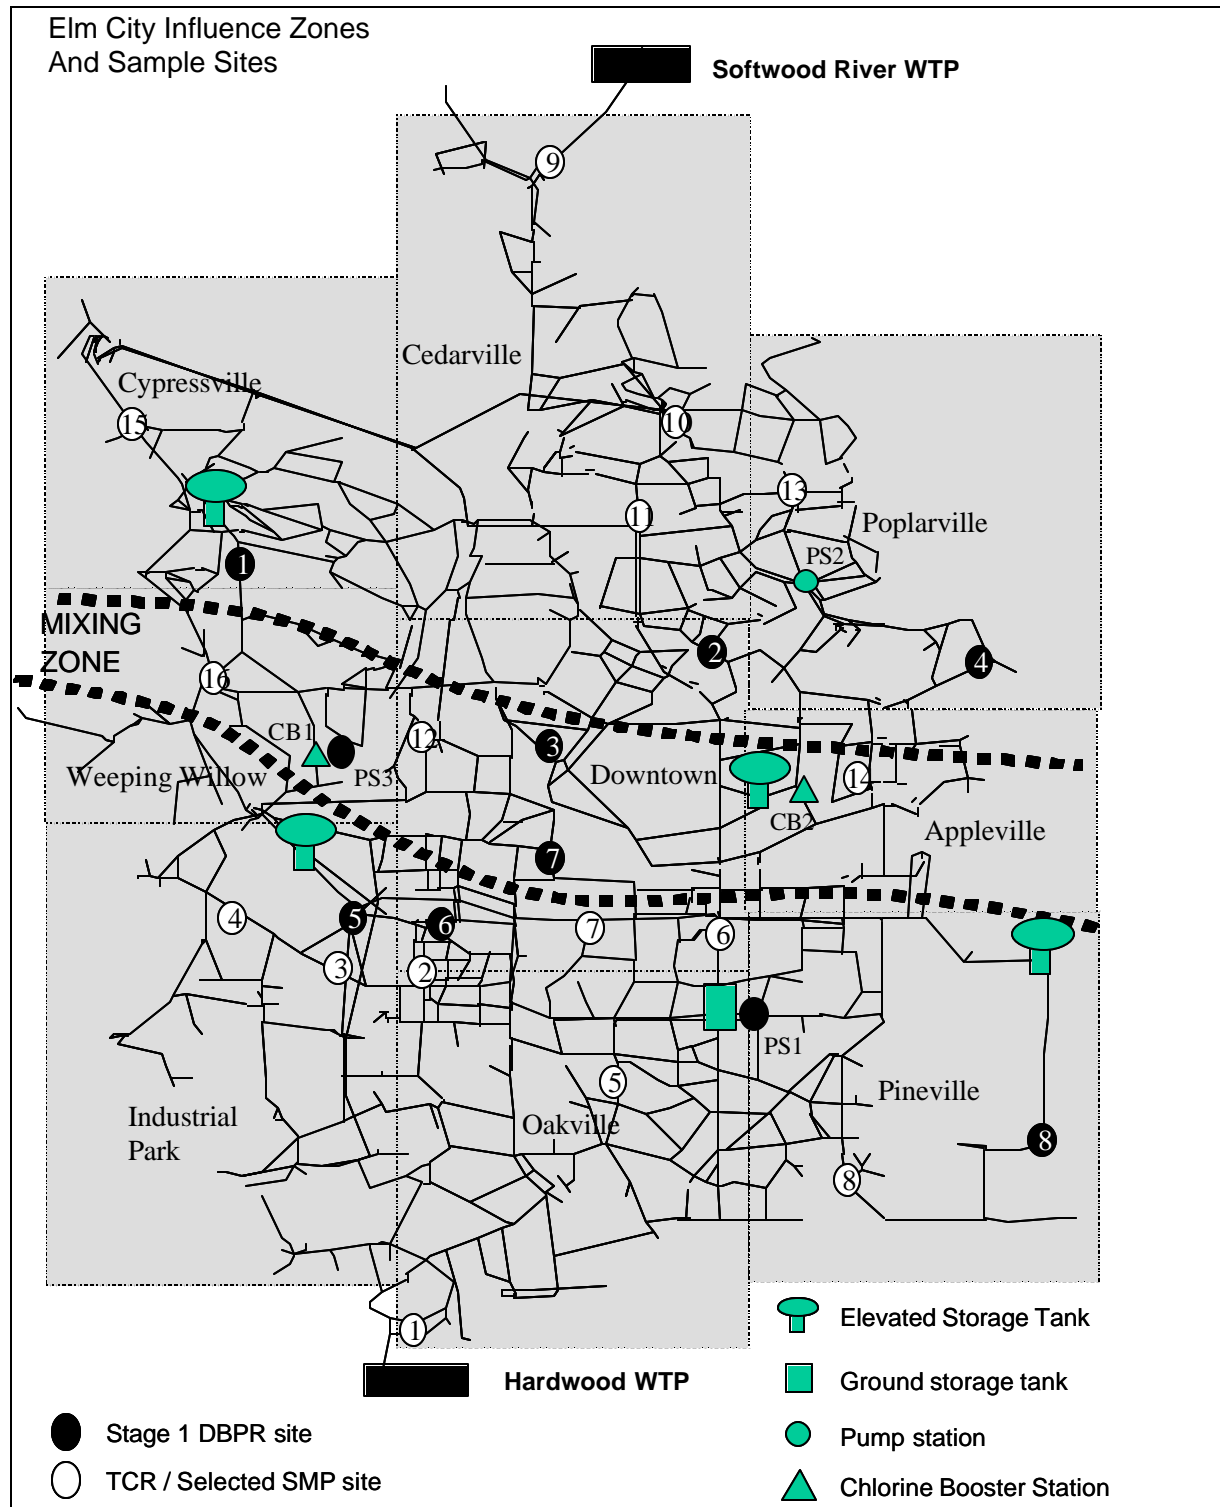 Elm City Influence Zones
And Sample Sites
Softwood River WTP
9
Cedarville
Cypressville
15
10
13
11
Poplarville
PS2
1
MIXING
ZONE
2
4
16
CB1
12
3
PS3
Weeping Willow
Downtown
14
CB2
Appleville
7
4
5
6
7
6
3
2
PS1
5
Pineville
Industrial
Park
Oakville
8
8
1
Hardwood WTP
Elevated Storage Tank
Ground storage tank
Stage 1 DBPR site
Pump station
TCR / Selected SMP site
Chlorine Booster Station